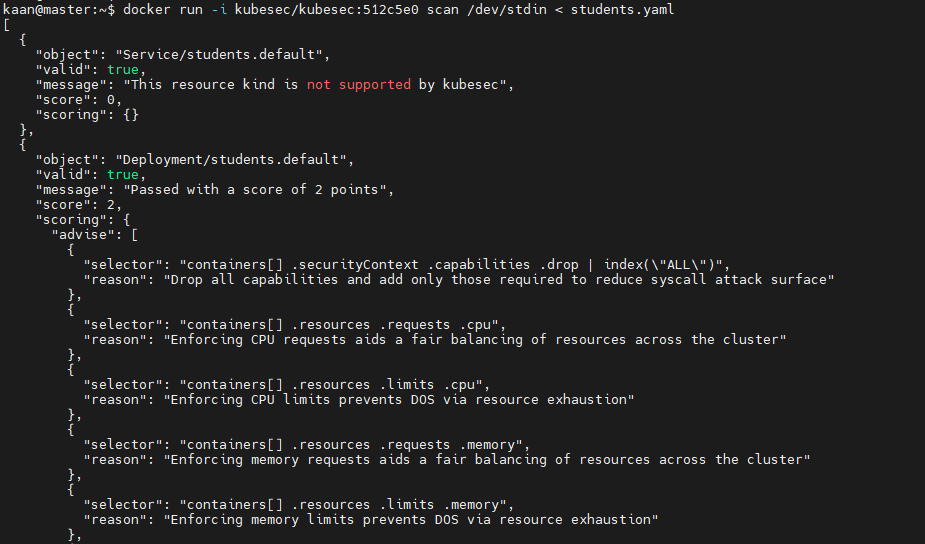 kaan@master:~$ docker run -i kubesec/kubesec:512c5e0 scan /dev/stdin < students.yaml
[
  {
    "object": "Service/students.default",
    "valid": true,
    "message": "This resource kind is not supported by kubesec",
    "score": 0,
    "scoring": {}
  },
  {
    "object": "Deployment/students.default",
    "valid": true,
    "message": "Passed with a score of 2 points",
    "score": 2,
    "scoring": {
      "advise": [
        {
          "selector": "containers[] .securityContext .capabilities .drop | index(\"ALL\")",
          "reason": "Drop all capabilities and add only those required to reduce syscall attack surface"
        },
        {
          "selector": "containers[] .resources .requests .cpu",
          "reason": "Enforcing CPU requests aids a fair balancing of resources across the cluster"
        },
        {
          "selector": "containers[] .resources .limits .cpu",
          "reason": "Enforcing CPU limits prevents DOS via resource exhaustion"
        },
        {
          "selector": "containers[] .resources .requests .memory",
          "reason": "Enforcing memory requests aids a fair balancing of resources across the cluster"
        },
        {
          "selector": "containers[] .resources .limits .memory",
          "reason": "Enforcing memory limits prevents DOS via resource exhaustion"
        },